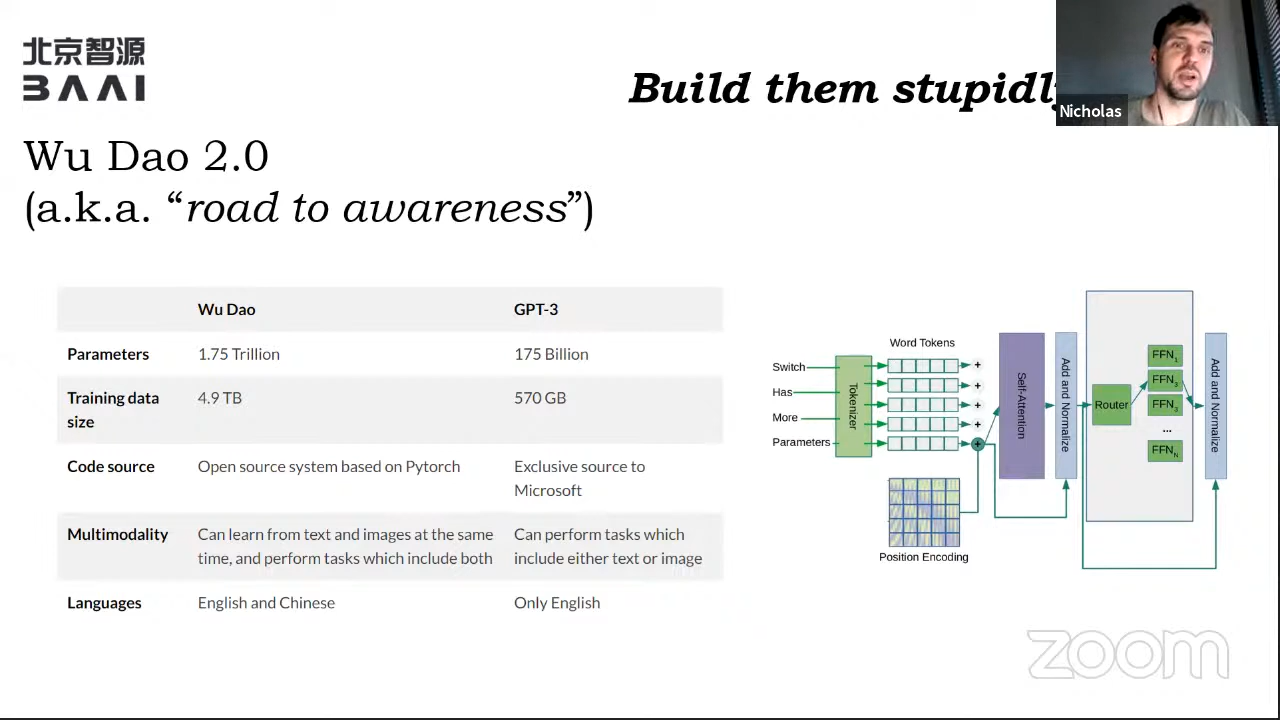 北京智源
BAAI
Build them stupidly
Nicholas
Wu Dao 2.0
(a.k.a. “road to awareness”)
Wu Dao GPT-3
Parameters 1.75 Trillion 175 Billion
Training data size 4.9 TB 570 GB
Code source Open source system based on Pytorch Exclusive source to Microsoft
Multimodality Can learn from text and images at the same time, and perform tasks which include both Can perform tasks which include either text or image
Languages English and Chinese Only English
Word Tokens
Switch
Has
More
Parameters
Tokenizer
+
+
+
+
+
Position Encoding
Self-Attention
Add and Normalize
Router
FFN1
FFN3
FFN3
...
FFNN
Add and Normalize
zoom